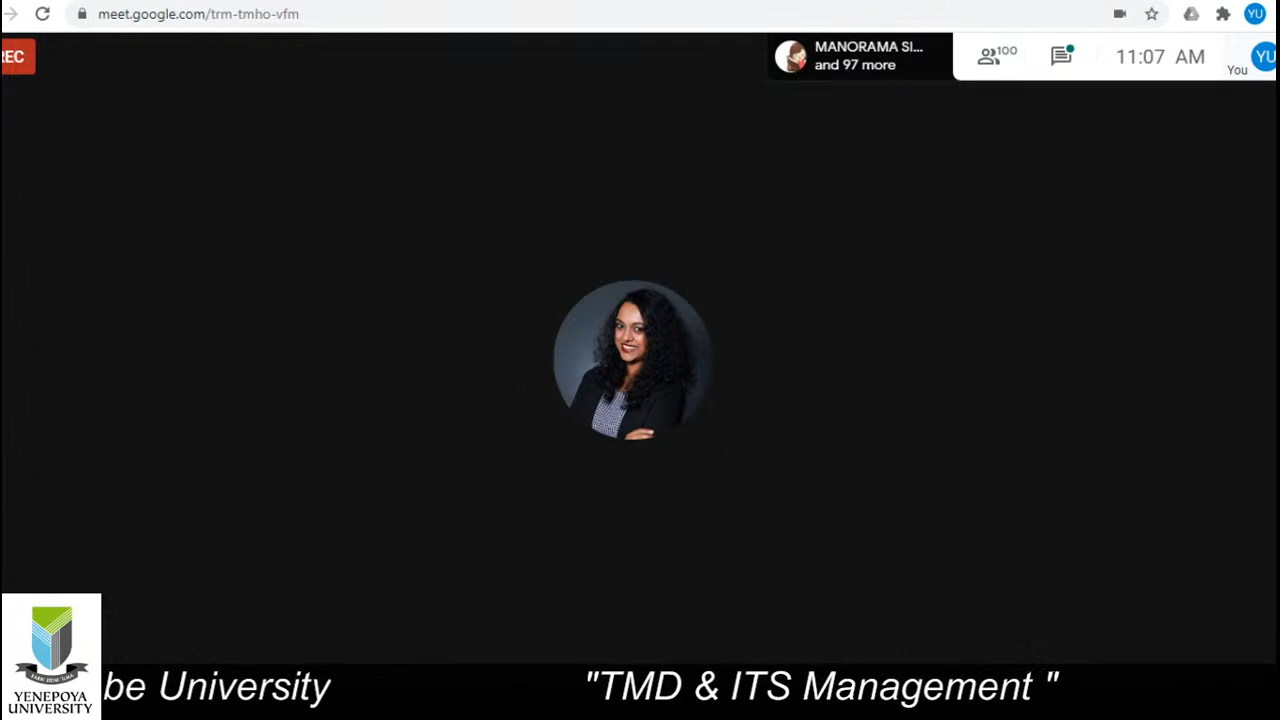 meet.google.com/trm-tmho-vfm
YU
REC
MANORAMA SI...
and 97 more
100
11:07 AM
You
YU
YENEPOYA
UNIVERSITY
be University
"TMD & ITS Management "